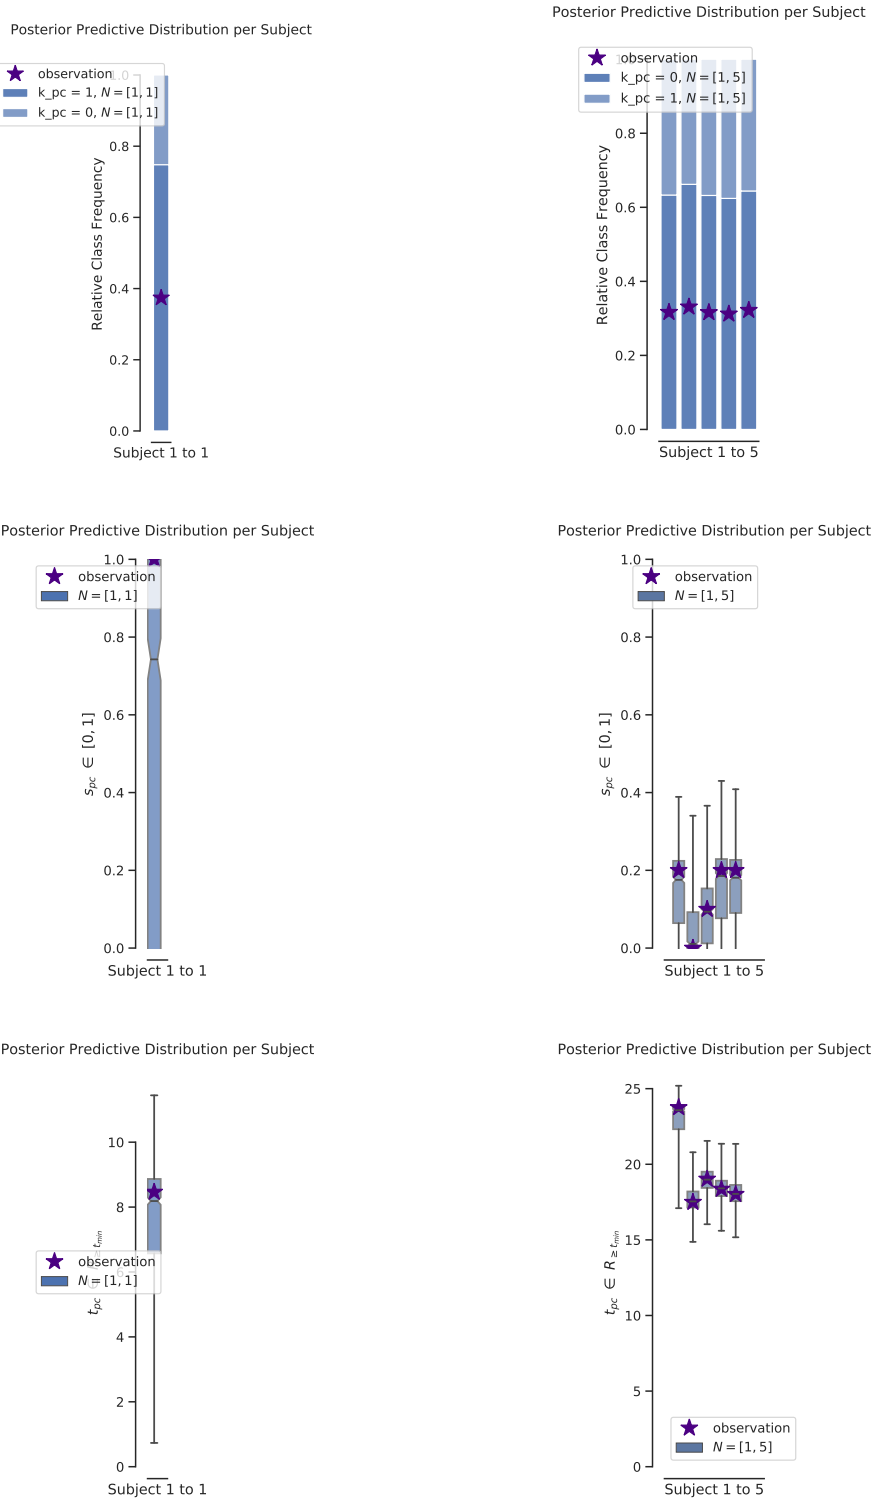 Posterior Predictive Distribution per Subject
observation
k_pc = 1, N = [1, 1]
k_pc = 0, N = [1, 1]
1.0
0.8
0.6
0.4
0.2
0.0
Relative Class Frequency
Subject 1 to 1
Posterior Predictive Distribution per Subject
observation
k_pc = 0, N = [1, 5]
k_pc = 1, N = [1, 5]
0.8
0.6
0.4
0.2
0.0
Relative Class Frequency
Subject 1 to 5
Posterior Predictive Distribution per Subject
observation
N = [1, 1]
1.0
0.8
0.6
0.4
0.2
0.0
s_pc ∈ [0, 1]
Subject 1 to 1
Posterior Predictive Distribution per Subject
observation
N = [1, 5]
1.0
0.8
0.6
0.4
0.2
0.0
s_pc ∈ [0, 1]
Subject 1 to 5
Posterior Predictive Distribution per Subject
10
8
6
4
2
0
observation
N = [1, 1]
t_pc ∈ R ≥ t_min
Subject 1 to 1
Posterior Predictive Distribution per Subject
25
20
15
10
5
0
t_pc ∈ R ≥ t_min
observation
N = [1, 5]
Subject 1 to 5